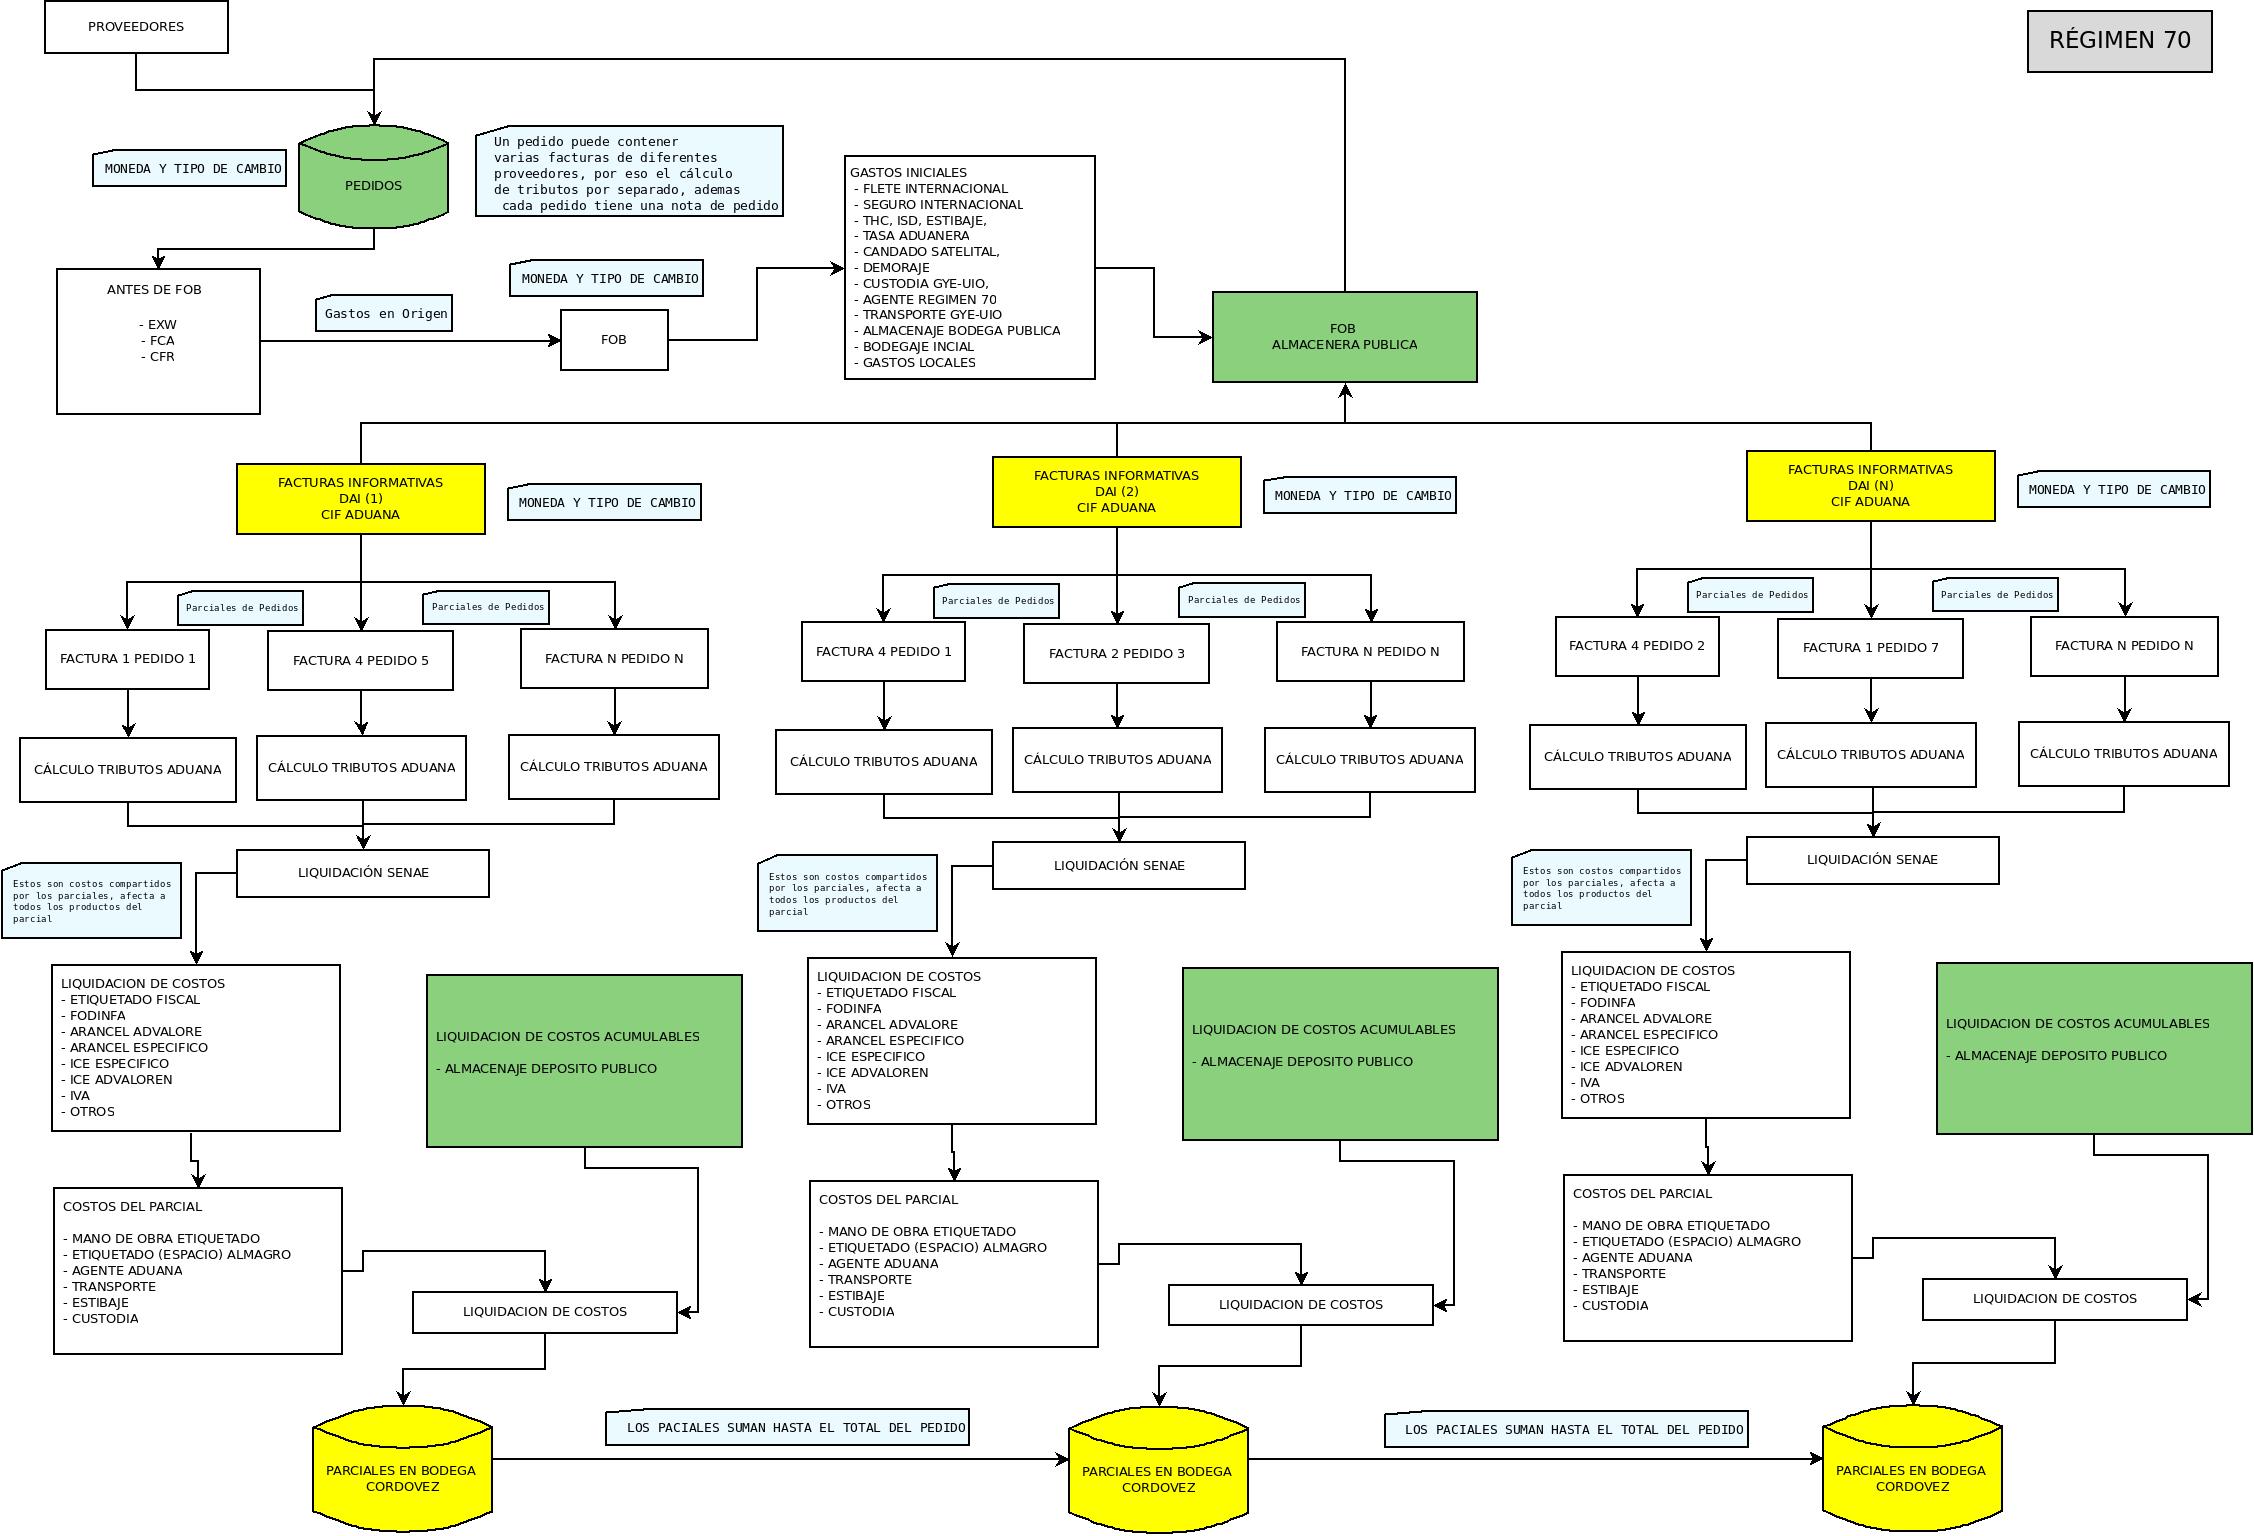 PROVEEDORES
RÉGIMEN 70
MONEDA Y TIPO DE CAMBIO
PEDIDOS
Un pedido puede contener
varias facturas de diferentes
proveedores, por eso el cálculo
de tributos por separado, ademas
cada pedido tiene una nota de pedido
ANTES DE FOB
- EXW
- FCA
- CFR
Gastos en Origen
MONEDA Y TIPO DE CAMBIO
FOB
GASTOS INICIALES
- FLETE INTERNACIONAL
- SEGURO INTERNACIONAL
- THC, ISD, ESTIBAJE,
- TASA ADUANERA
- CANDADO SATELITAL,
- DEMORAJE
- CUSTODIA GYE-UIO,
- AGENTE REGIMEN 70
- TRANSPORTE GYE-UIO
- ALMACENAJE BODEGA PUBLICA
- BODEGAJE INCIAL
- GASTOS LOCALES
FOB
ALMACENERA PUBLICA
FACTURAS INFORMATIVAS
DAI (1)
CIF ADUANA
MONEDA Y TIPO DE CAMBIO
Parciales de Pedidos
Parciales de Pedidos
FACTURA 1 PEDIDO 1
FACTURA 4 PEDIDO 5
FACTURA N PEDIDO N
CÁLCULO TRIBUTOS ADUANA
CÁLCULO TRIBUTOS ADUANA
CÁLCULO TRIBUTOS ADUANA
LIQUIDACIÓN SENAE
Estos son costos compartidos
por los parciales, afecta a
todos los productos del
parcial
LIQUIDACION DE COSTOS
- ETIQUETADO FISCAL
- FODINFA
- ARANCEL ADVALORE
- ARANCEL ESPECIFICO
- ICE ESPECIFICO
- ICE ADVALOREN
- IVA
- OTROS
LIQUIDACION DE COSTOS ACUMULABLES
- ALMACENAJE DEPOSITO PUBLICO
COSTOS DEL PARCIAL
- MANO DE OBRA ETIQUETADO
- ETIQUETADO (ESPACIO) ALMAGRO
- AGENTE ADUANA
- TRANSPORTE
- ESTIBAJE
- CUSTODIA
LIQUIDACION DE COSTOS
PARCIALES EN BODEGA
CORDOVEZ
LOS PACIALES SUMAN HASTA EL TOTAL DEL PEDIDO
FACTURAS INFORMATIVAS
DAI (2)
CIF ADUANA
MONEDA Y TIPO DE CAMBIO
Parciales de Pedidos
Parciales de Pedidos
FACTURA 4 PEDIDO 1
FACTURA 2 PEDIDO 3
FACTURA N PEDIDO N
CÁLCULO TRIBUTOS ADUANA
CÁLCULO TRIBUTOS ADUANA
CÁLCULO TRIBUTOS ADUANA
LIQUIDACIÓN SENAE
Estos son costos compartidos
por los parciales, afecta a
todos los productos del
parcial
LIQUIDACION DE COSTOS
- ETIQUETADO FISCAL
- FODINFA
- ARANCEL ADVALORE
- ARANCEL ESPECIFICO
- ICE ESPECIFICO
- ICE ADVALOREN
- IVA
- OTROS
LIQUIDACION DE COSTOS ACUMULABLES
- ALMACENAJE DEPOSITO PUBLICO
COSTOS DEL PARCIAL
- MANO DE OBRA ETIQUETADO
- ETIQUETADO (ESPACIO) ALMAGRO
- AGENTE ADUANA
- TRANSPORTE
- ESTIBAJE
- CUSTODIA
LIQUIDACION DE COSTOS
PARCIALES EN BODEGA
CORDOVEZ
LOS PACIALES SUMAN HASTA EL TOTAL DEL PEDIDO
FACTURAS INFORMATIVAS
DAI (N)
CIF ADUANA
MONEDA Y TIPO DE CAMBIO
Parciales de Pedidos
Parciales de Pedidos
FACTURA 4 PEDIDO 2
FACTURA 1 PEDIDO 7
FACTURA N PEDIDO N
CÁLCULO TRIBUTOS ADUANA
CÁLCULO TRIBUTOS ADUANA
CÁLCULO TRIBUTOS ADUANA
LIQUIDACIÓN SENAE
Estos son costos compartidos
por los parciales, afecta a
todos los productos del
parcial
LIQUIDACION DE COSTOS
- ETIQUETADO FISCAL
- FODINFA
- ARANCEL ADVALORE
- ARANCEL ESPECIFICO
- ICE ESPECIFICO
- ICE ADVALOREN
- IVA
- OTROS
LIQUIDACION DE COSTOS ACUMULABLES
- ALMACENAJE DEPOSITO PUBLICO
COSTOS DEL PARCIAL
- MANO DE OBRA ETIQUETADO
- ETIQUETADO (ESPACIO) ALMAGRO
- AGENTE ADUANA
- TRANSPORTE
- ESTIBAJE
- CUSTODIA
LIQUIDACION DE COSTOS
PARCIALES EN BODEGA
CORDOVEZ